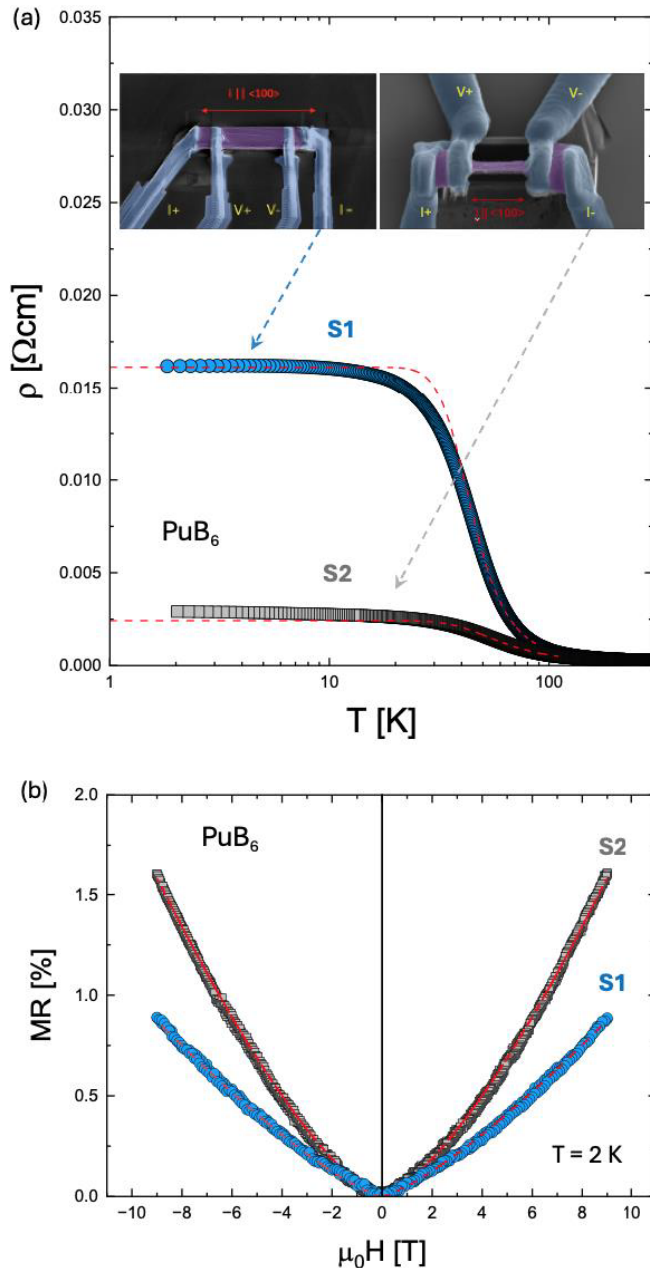 (a)
0.035
0.030
0.025
0.020
0.015
0.010
0.005
0.000
ρ [Ωcm]
i || <100>
I+
V+
V-
I-
V+
V-
I+
|| <100>
I-
S1
PuB₆
S2
1
10
100
T [K]
(b)
2.0
1.5
1.0
0.5
0.0
MR [%]
PuB₆
S2
S1
T = 2 K
−10
−8
−6
−4
−2
0
2
4
6
8
10
μ₀H [T]